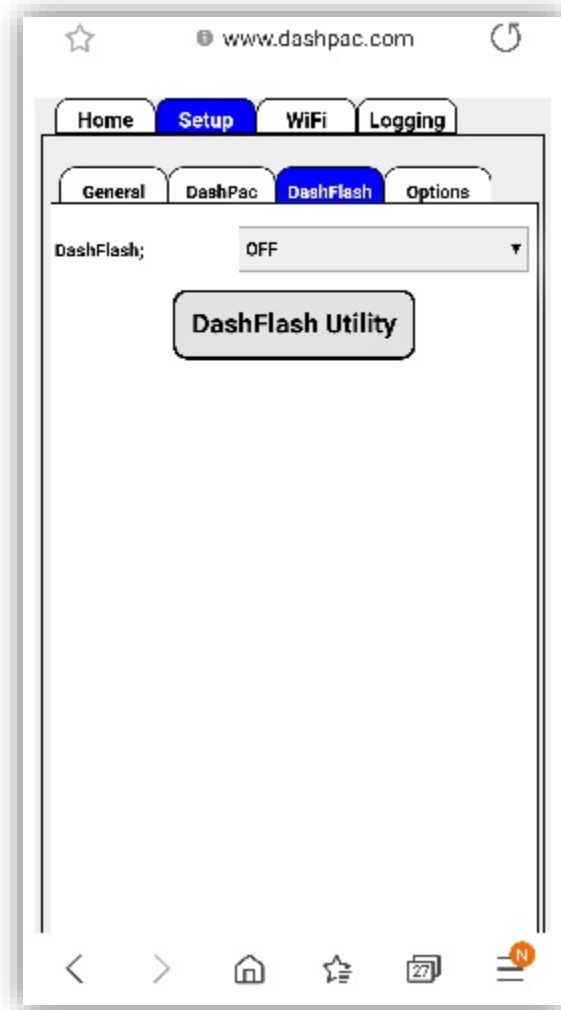 www.dashpac.com
Home Setup WiFi Logging
General DashPac DashFlash Options
DashFlash; OFF
DashFlash Utility
27
N